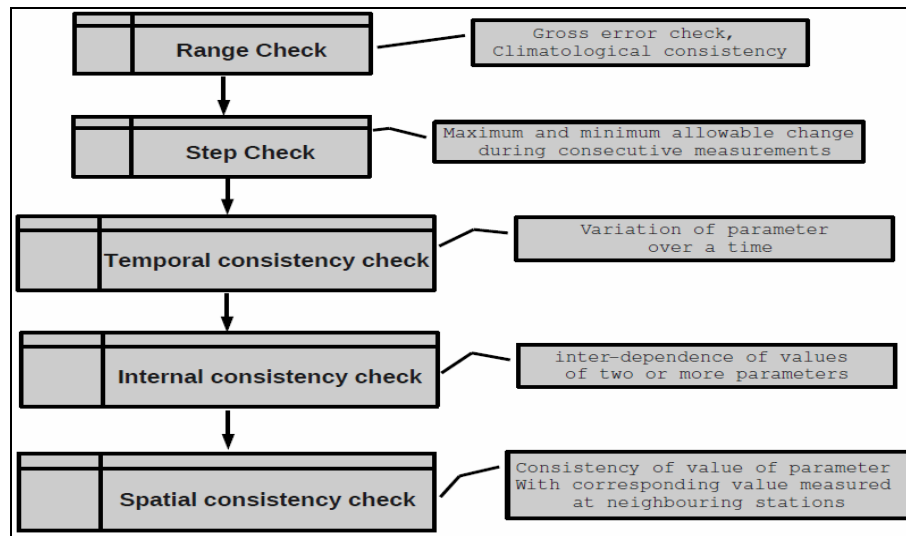 Range Check
Gross error check,
Climatological consistency
Step Check
Maximum and minimum allowable change
during consecutive measurements
Temporal consistency check
Variation of parameter
over a time
Internal consistency check
inter-dependence of values
of two or more parameters
Spatial consistency check
Consistency of value of parameter
With corresponding value measured
at neighbouring stations